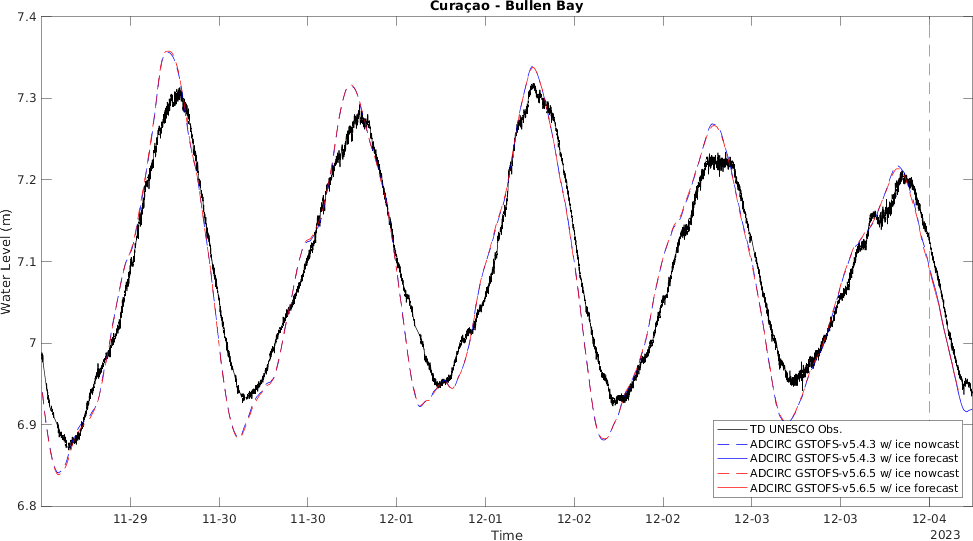 Curaçao - Bullen Bay
Water Level (m)
7.4
7.3
7.2
7.1
7
6.9
6.8
TD UNESCO Obs.
ADCIRC GSTOFS-v5.4.3 w/ ice nowcast
ADCIRC GSTOFS-v5.4.3 w/ ice forecast
ADCIRC GSTOFS-v5.6.5 w/ ice nowcast
ADCIRC GSTOFS-v5.6.5 w/ ice forecast
11-29 11-30 11-30 12-01 12-01 12-02 12-02 12-03 12-03 12-04
2023
Time